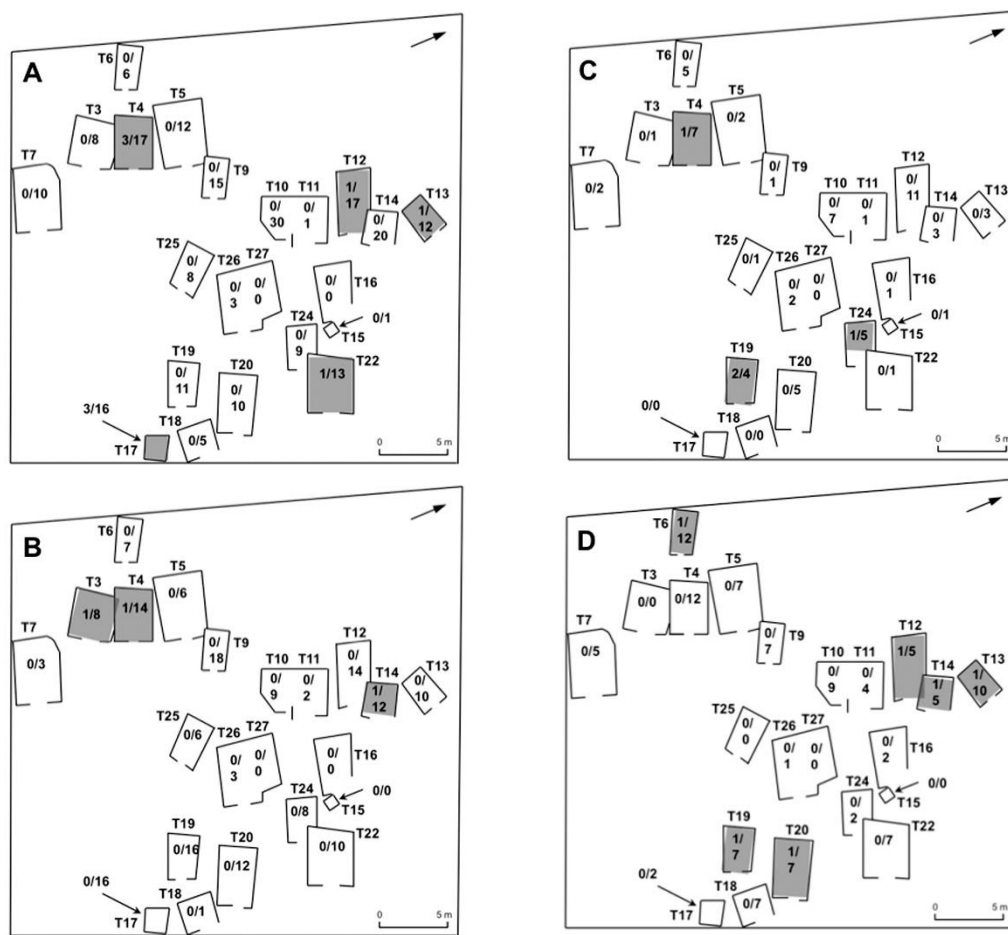 A
T6
0/
6
T3
0/8
T4
3/17
T5
0/12
T7
0/10
0/
15
T9
T10 T11
0/
30
0/
1
T12
1/
17
T14
0/
20
T13
1/
12
T25
0/
8
T26
0/
3
T27
0/
0
0/
0
T16
0/1
T15
T24
0/
9
T22
1/13
T19
0/
11
T20
0/
10
3/16
T18
0/5
T17
0 5 m
C
T6
0/
5
T3
0/1
T4
1/7
T5
0/2
T7
0/2
0/
1
T9
T10 T11
0/
7
0/
1
T12
0/
11
T14
0/
3
T13
0/3
T25
0/1
T26
0/
2
T27
0/
0
0/
1
T16
0/1
T15
T24
1/5
T22
0/1
T19
2/4
T20
0/5
0/0
T18
0/0
T17
0 5 m
B
T6
0/
7
T3
1/8
T4
1/14
T5
0/6
T7
0/3
0/
18
T9
T10 T11
0/
9
0/
2
T12
0/
14
T14
1/
12
T13
0/
10
T25
0/6
T26
0/
3
T27
0/
0
0/
0
T16
0/0
T15
T24
0/8
T22
0/10
T19
0/16
T20
0/12
0/16
T18
0/1
T17
0 5 m
D
T6
1/
12
T3
0/0
T4
0/12
T5
0/7
T7
0/5
0/
7
T9
T10 T11
0/
9
0/
4
T12
1/5
T14
1/
5
T13
1/
10
T25
0/
0
T26
0/
1
T27
0/
0
0/
2
T16
0/0
T15
T24
0/
2
T22
0/7
T19
1/
7
T20
1/
7
0/2
T18
0/7
T17
0 5 m